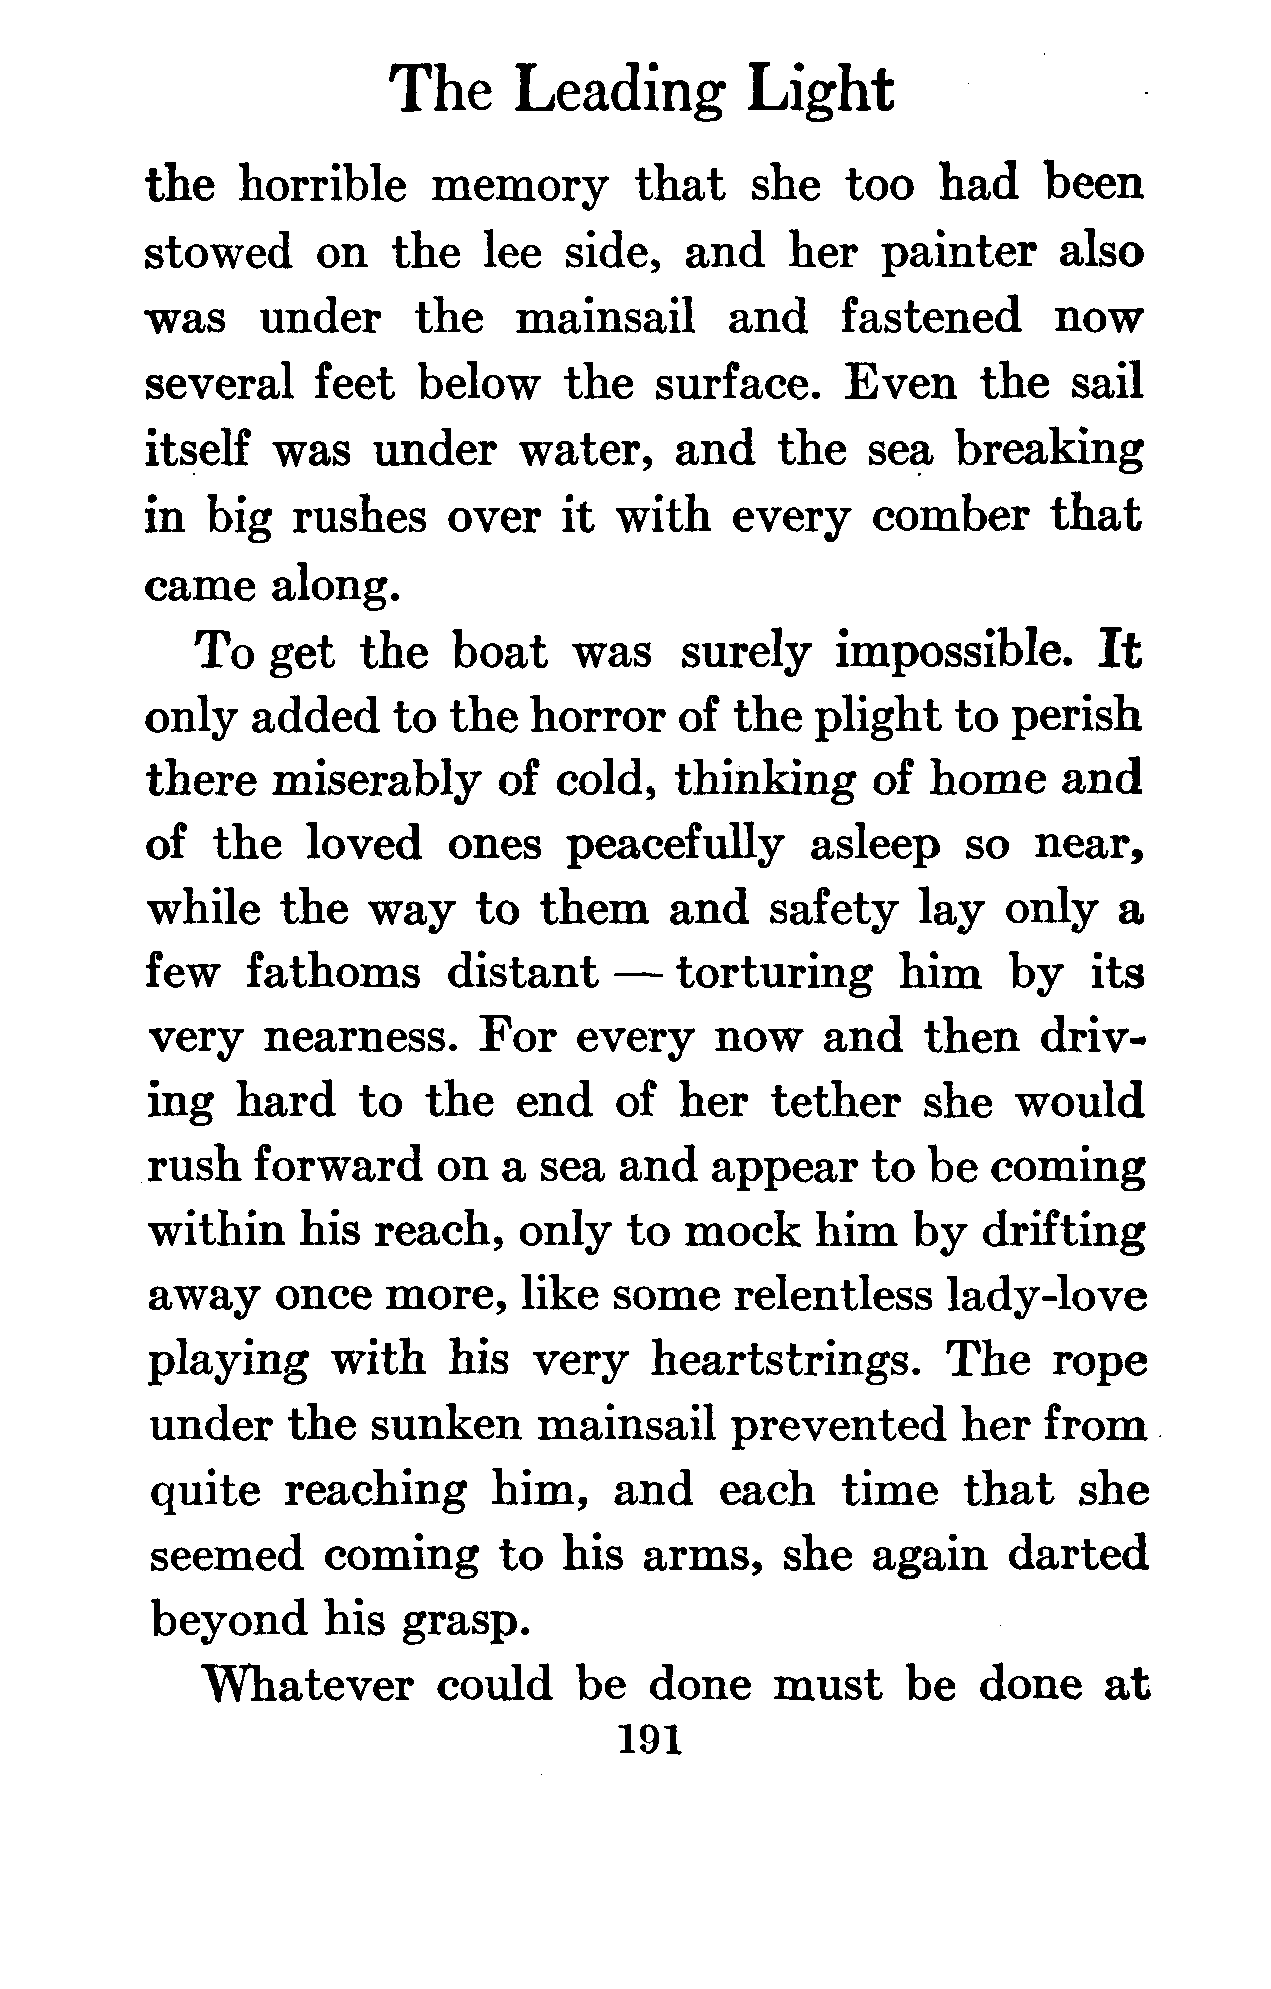 The Leading Light
the horrible memory that she too had been
stowed on the lee side, and her painter also
was under the mainsail and fastened now
several feet below the surface. Even the sail
itself was under water, and the sea breaking
in big rushes over it with every comber that
came along.
To get the boat was surely impossible. It
only added to the horror of the plight to perish
there miserably of cold, thinking of home and
of the loved ones peacefully asleep so near,
while the way to them and safety lay only a
few fathoms distant — torturing him by its
very nearness. For every now and then driv-
ing hard to the end of her tether she would
rush forward on a sea and appear to be coming
within his reach, only to mock him by drifting
away once more, like some relentless lady-love
playing with his very heartstrings. The rope
under the sunken mainsail prevented her from
quite reaching him, and each time that she
seemed coming to his arms, she again darted
beyond his grasp.
Whatever could be done must be done at
191